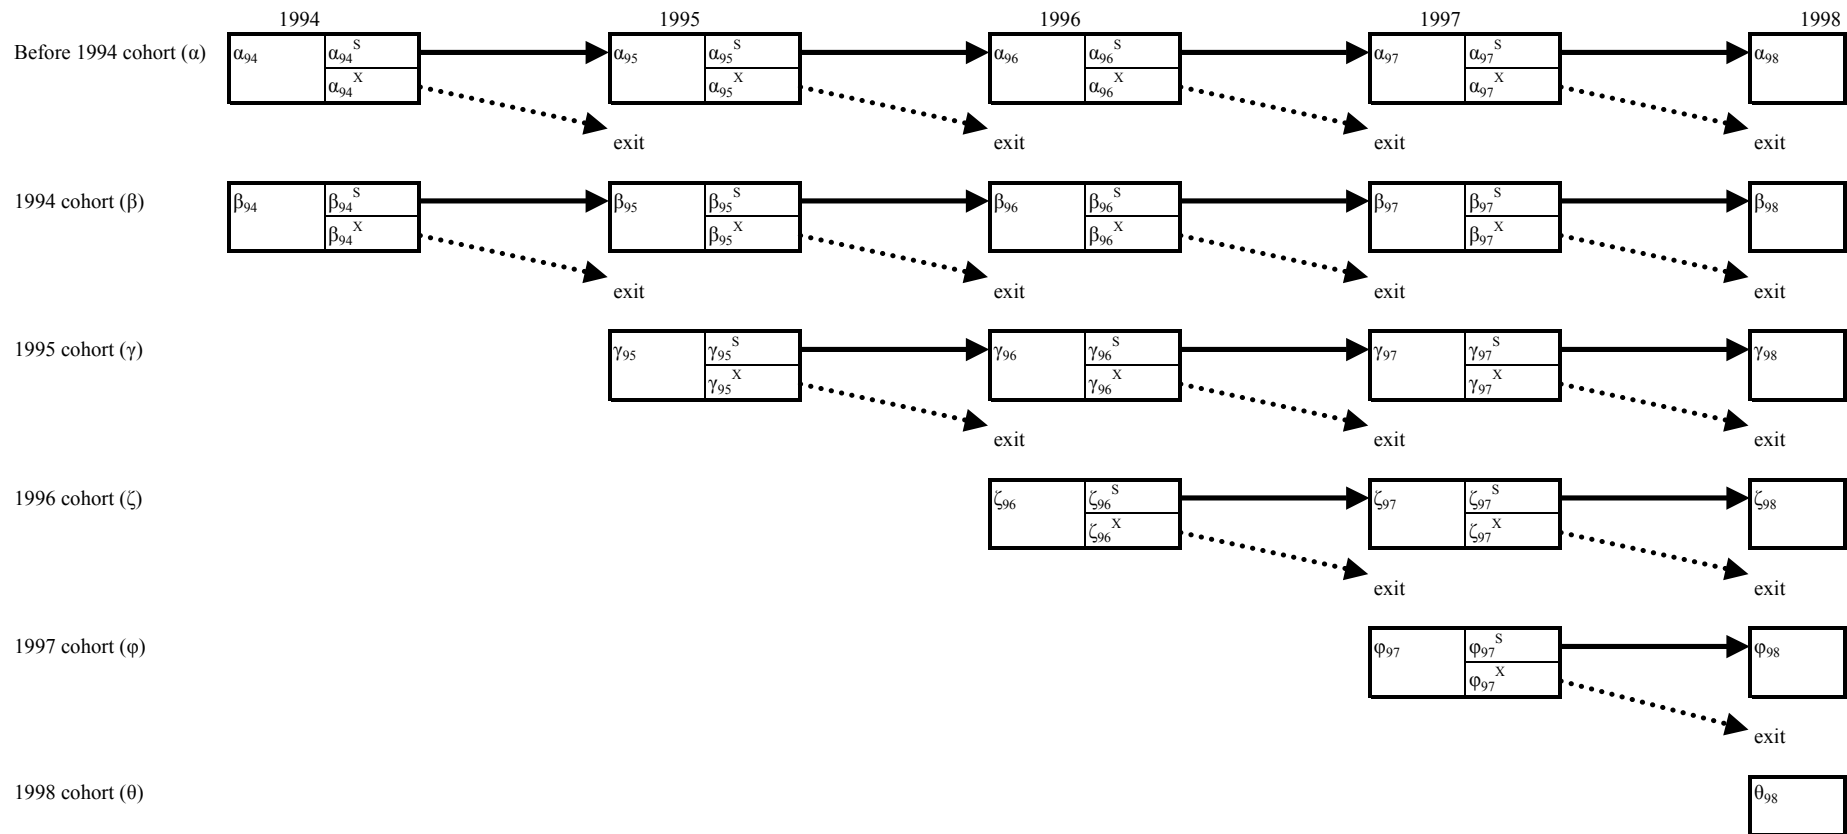 1994 1995 1996 1997 1998
Before 1994 cohort (α) α94 α94S α95 α95S α96 α96S α97 α97S α98
α94X α95X α96X α97X
exit exit exit exit
1994 cohort (β) β94 β94S β95 β95S β96 β96S β97 β97S β98
β94X β95X β96X β97X
exit exit exit exit
1995 cohort (γ) γ95 γ95S γ96 γ96S γ97 γ97S γ98
γ95X γ96X γ97X
exit exit exit
1996 cohort (ζ) ζ96 ζ96S ζ97 ζ97S ζ98
ζ96X ζ97X
exit exit
1997 cohort (φ) φ97 φ97S φ98
φ97X
exit
1998 cohort (θ) θ98